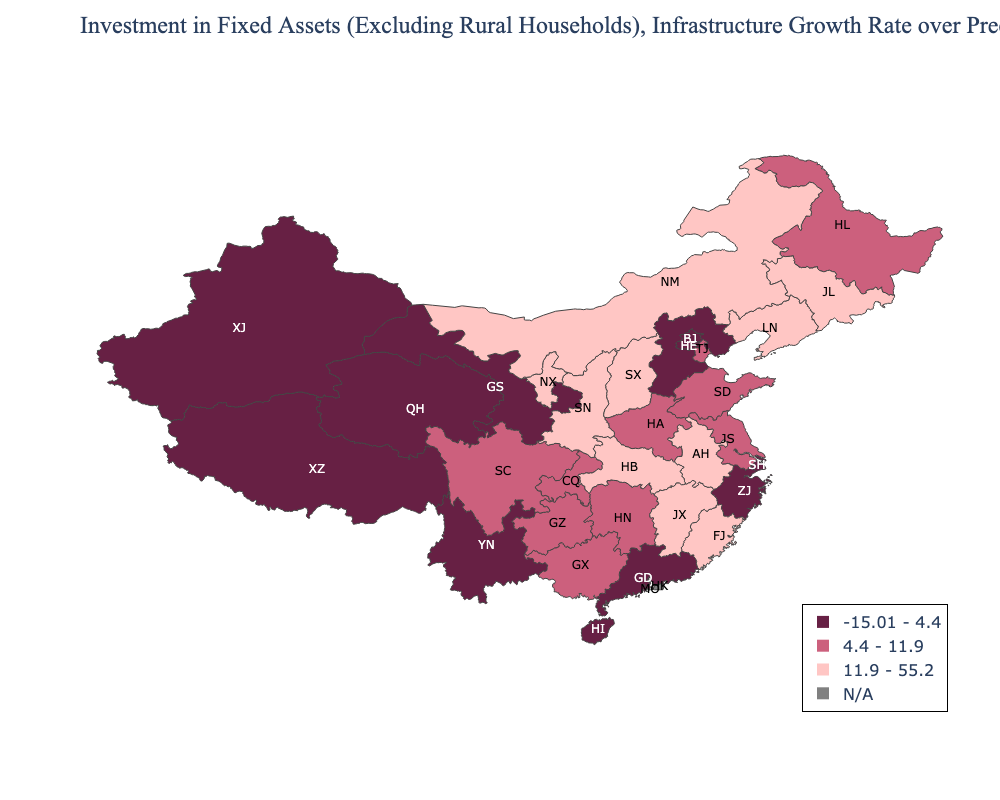 Investment in Fixed Assets (Excluding Rural Households), Infrastructure Growth Rate over Prec
HL
NM
JL
XJ
LN
BJ
HE TJ
SX
NX
GS
SD
QH
SN
HA
JS
AH
SH
HB
XZ
SC
CQ
ZJ
JX
HN
GZ
FJ
YN
GX
GD
HK
MO
HI
-15.01 - 4.4
4.4 - 11.9
11.9 - 55.2
N/A